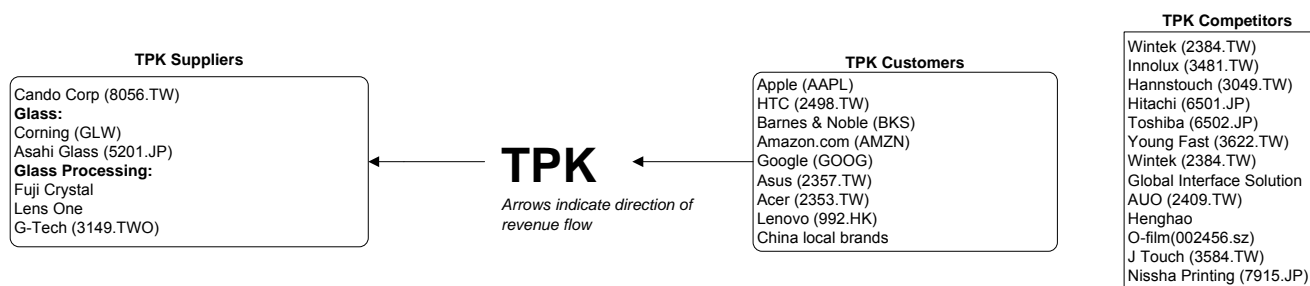 TPK Suppliers
Cando Corp (8056.TW)
Glass:
Corning (GLW)
Asahi Glass (5201.JP)
Glass Processing:
Fuji Crystal
Lens One
G-Tech (3149.TWO)
TPK
Arrows indicate direction of
revenue flow
TPK Customers
Apple (AAPL)
HTC (2498.TW)
Barnes & Noble (BKS)
Amazon.com (AMZN)
Google (GOOG)
Asus (2357.TW)
Acer (2353.TW)
Lenovo (992.HK)
China local brands
TPK Competitors
Wintek (2384.TW)
Innolux (3481.TW)
Hannstouch (3049.TW)
Hitachi (6501.JP)
Toshiba (6502.JP)
Young Fast (3622.TW)
Wintek (2384.TW)
Global Interface Solution
AUO (2409.TW)
Henghao
O-film(002456.sz)
J Touch (3584.TW)
Nissha Printing (7915.JP)